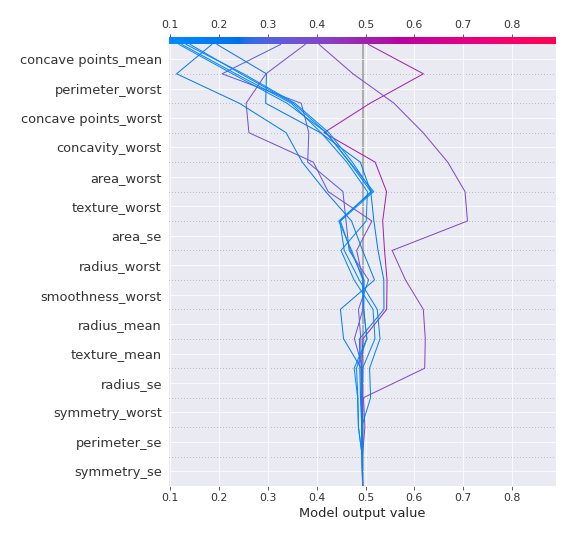 0.1 0.2 0.3 0.4 0.5 0.6 0.7 0.8
concave points_mean
perimeter_worst
concave points_worst
concavity_worst
area_worst
texture_worst
area_se
radius_worst
smoothness_worst
radius_mean
texture_mean
radius_se
symmetry_worst
perimeter_se
symmetry_se
0.1 0.2 0.3 0.4 0.5 0.6 0.7 0.8
Model output value